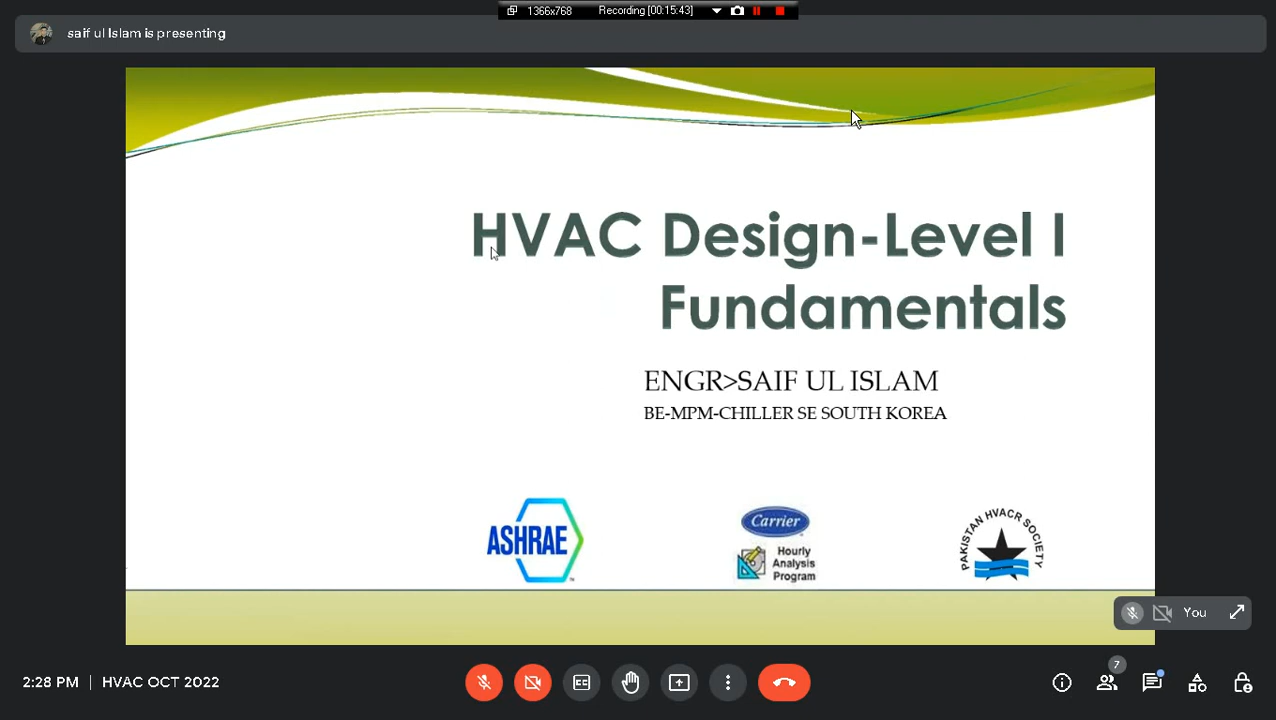 1366x768 Recording [00:15:43]
saif ul Islam is presenting
HVAC Design-Level I
Fundamentals
ENGR>SAIF UL ISLAM
BE-MPM-CHILLER SE SOUTH KOREA
ASHRAE
TM
Carrier
Hourly
Analysis
Program
PAKISTAN HVACR SOCIETY
You
2:28 PM | HVAC OCT 2022
CC
7